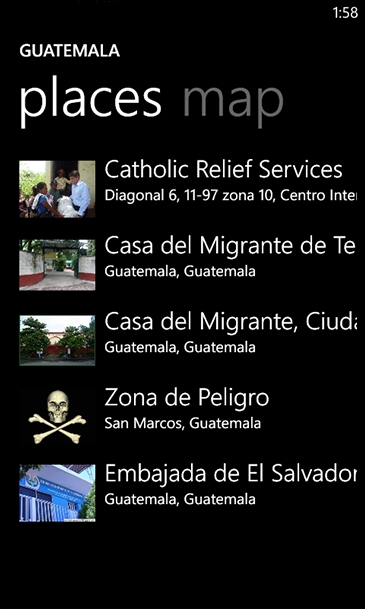 1:58
GUATEMALA
places map
Catholic Relief Services
Diagonal 6, 11-97 zona 10, Centro Inter
Casa del Migrante de Te
Guatemala, Guatemala
Casa del Migrante, Ciuda
Guatemala, Guatemala
Zona de Peligro
San Marcos, Guatemala
Embajada de El Salvador
Guatemala, Guatemala